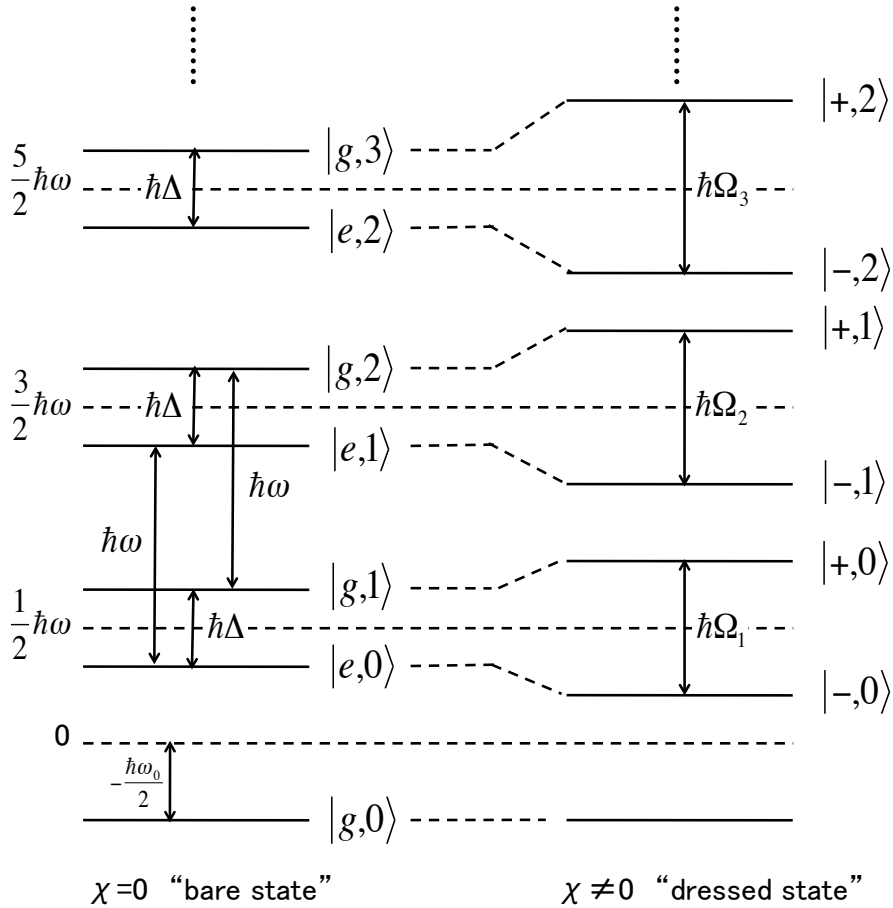 |+,2⟩
5/2 ħω
|g,3⟩
ħΔ
ħΩ₃
|e,2⟩
|−,2⟩
|+,1⟩
|g,2⟩
3/2 ħω
ħΔ
ħΩ₂
|e,1⟩
ħω
|−,1⟩
ħω
|+,0⟩
|g,1⟩
1/2 ħω
ħΔ
ħΩ₁
|e,0⟩
|−,0⟩
0
−ħω₀/2
|g,0⟩
χ=0 “bare state”
χ≠0 “dressed state”